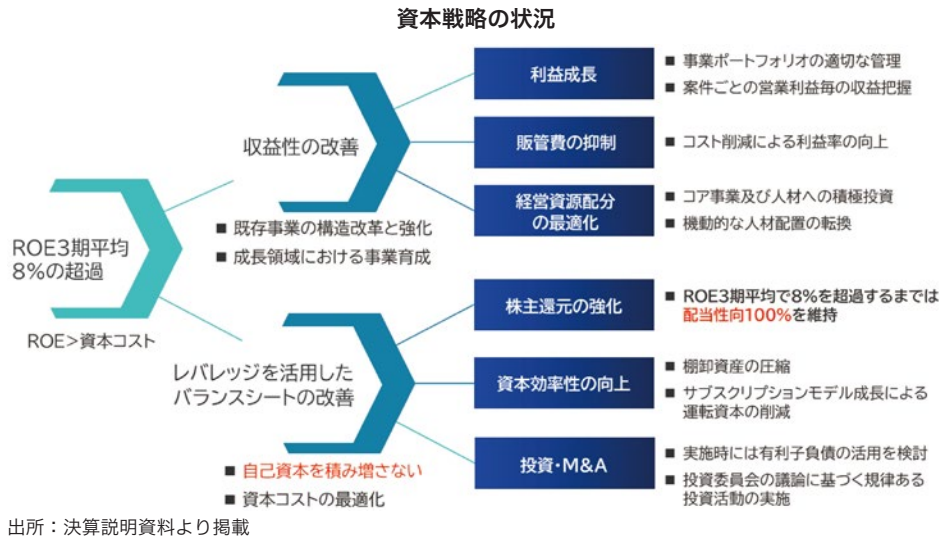 資本戦略の状況
ROE3期平均
8%の超過
ROE>資本コスト
収益性の改善
■ 既存事業の構造改革と強化
■ 成長領域における事業育成
利益成長
■ 事業ポートフォリオの適切な管理
■ 案件ごとの営業利益毎の収益把握
販管費の抑制
■ コスト削減による利益率の向上
経営資源配分
の最適化
■ コア事業及び人材への積極投資
■ 機動的な人材配置の転換
レバレッジを活用した
バランスシートの改善
■ 自己資本を積み増さない
■ 資本コストの最適化
株主還元の強化
■ ROE3期平均で8%を超過するまでは
配当性向100%を維持
資本効率性の向上
■ 棚卸資産の圧縮
■ サブスクリプションモデル成長による
運転資本の削減
投資・M&A
■ 実施時には有利子負債の活用を検討
■ 投資委員会の議論に基づく規律ある
投資活動の実施
出所：決算説明資料より掲載